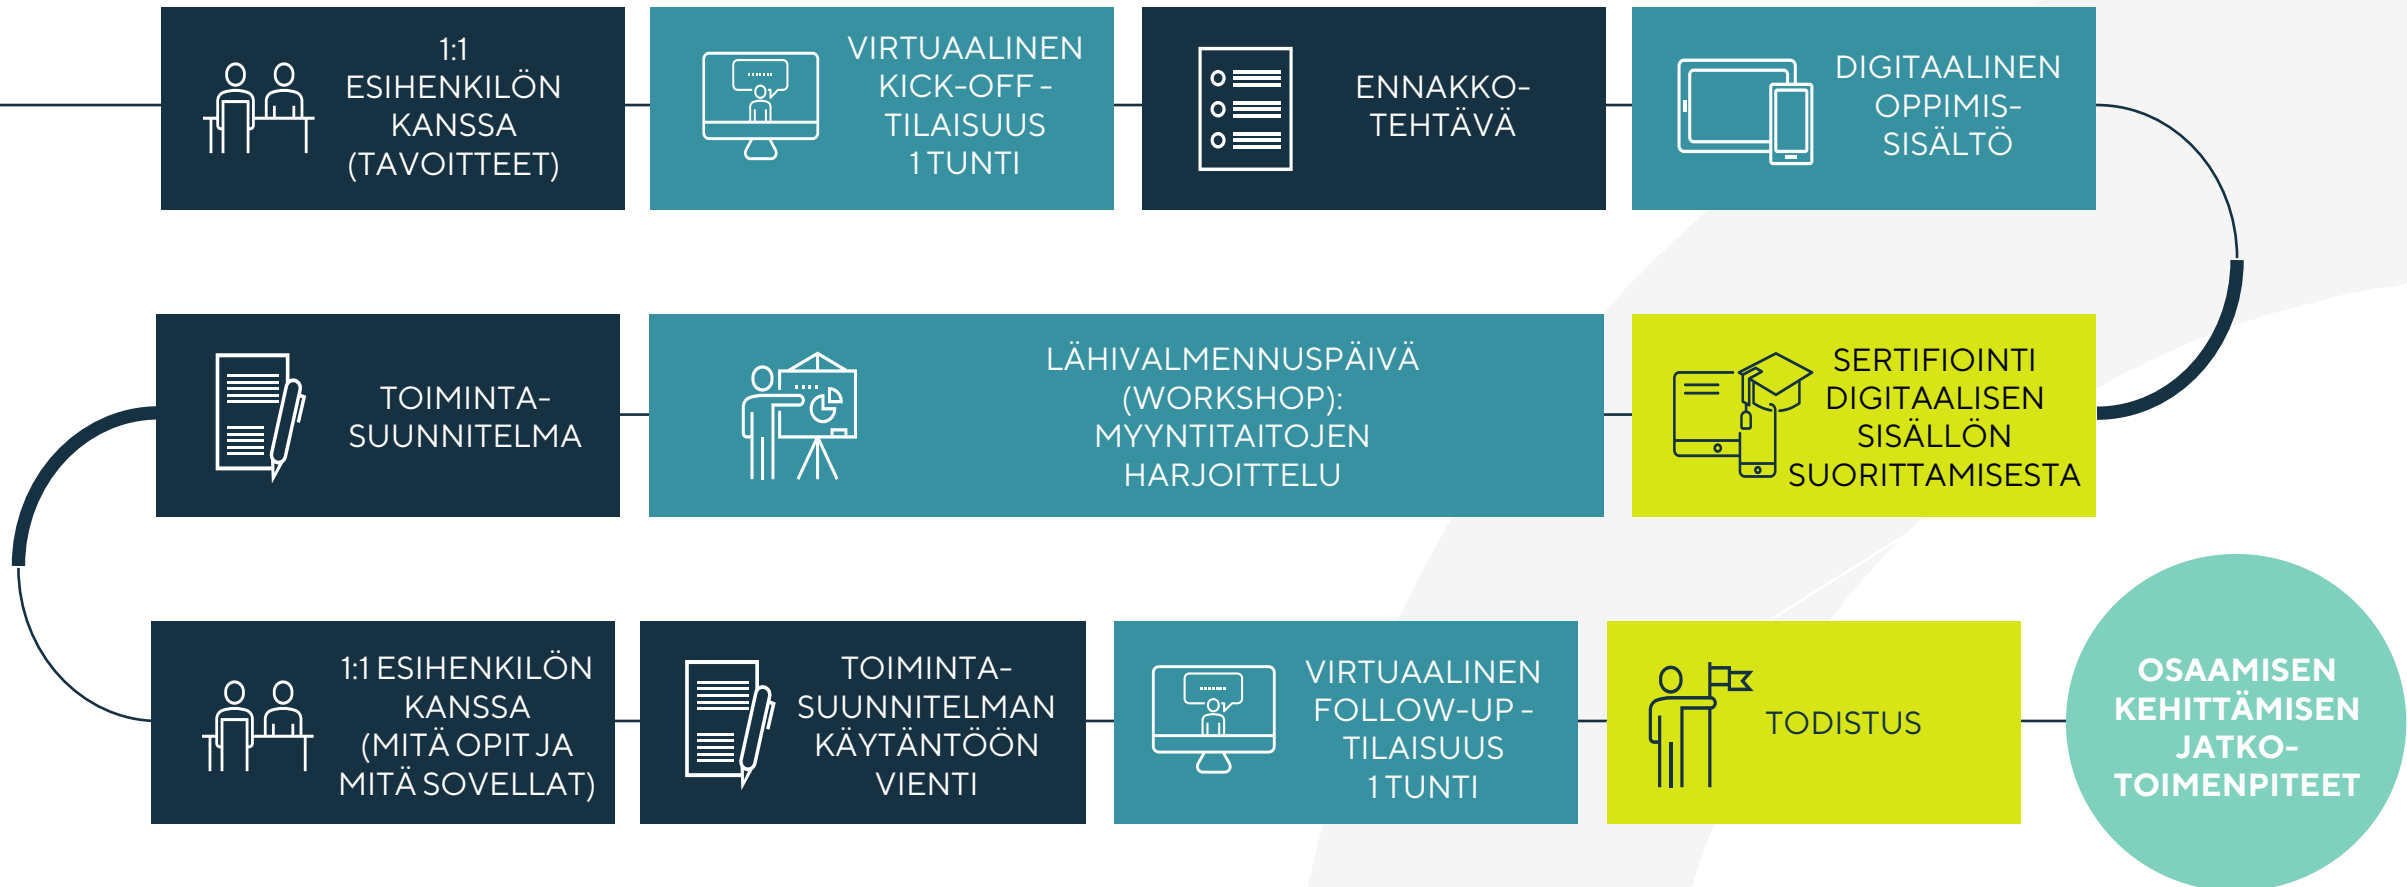 1:1
ESIHENKILÖN
KANSSA
(TAVOITTEET)
VIRTUAALINEN
KICK-OFF -
TILAISUUS
1 TUNTI
ENNAKKO-
TEHTÄVÄ
DIGITAALINEN
OPPIMIS-
SISÄLTÖ
SERTIFIOINTI
DIGITAALISEN
SISÄLLÖN
SUORITTAMISESTA
LÄHIVALMENNUSPÄIVÄ
(WORKSHOP):
MYYNTITAITOJEN
HARJOITTELU
TOIMINTA-
SUUNNITELMA
1:1 ESIHENKILÖN
KANSSA
(MITÄ OPIT JA
MITÄ SOVELLAT)
TOIMINTA-
SUUNNITELMAN
KÄYTÄNTÖÖN
VIENTI
VIRTUAALINEN
FOLLOW-UP -
TILAISUUS
1 TUNTI
TODISTUS
OSAAMISEN
KEHITTÄMISEN
JATKO-
TOIMENPITEET